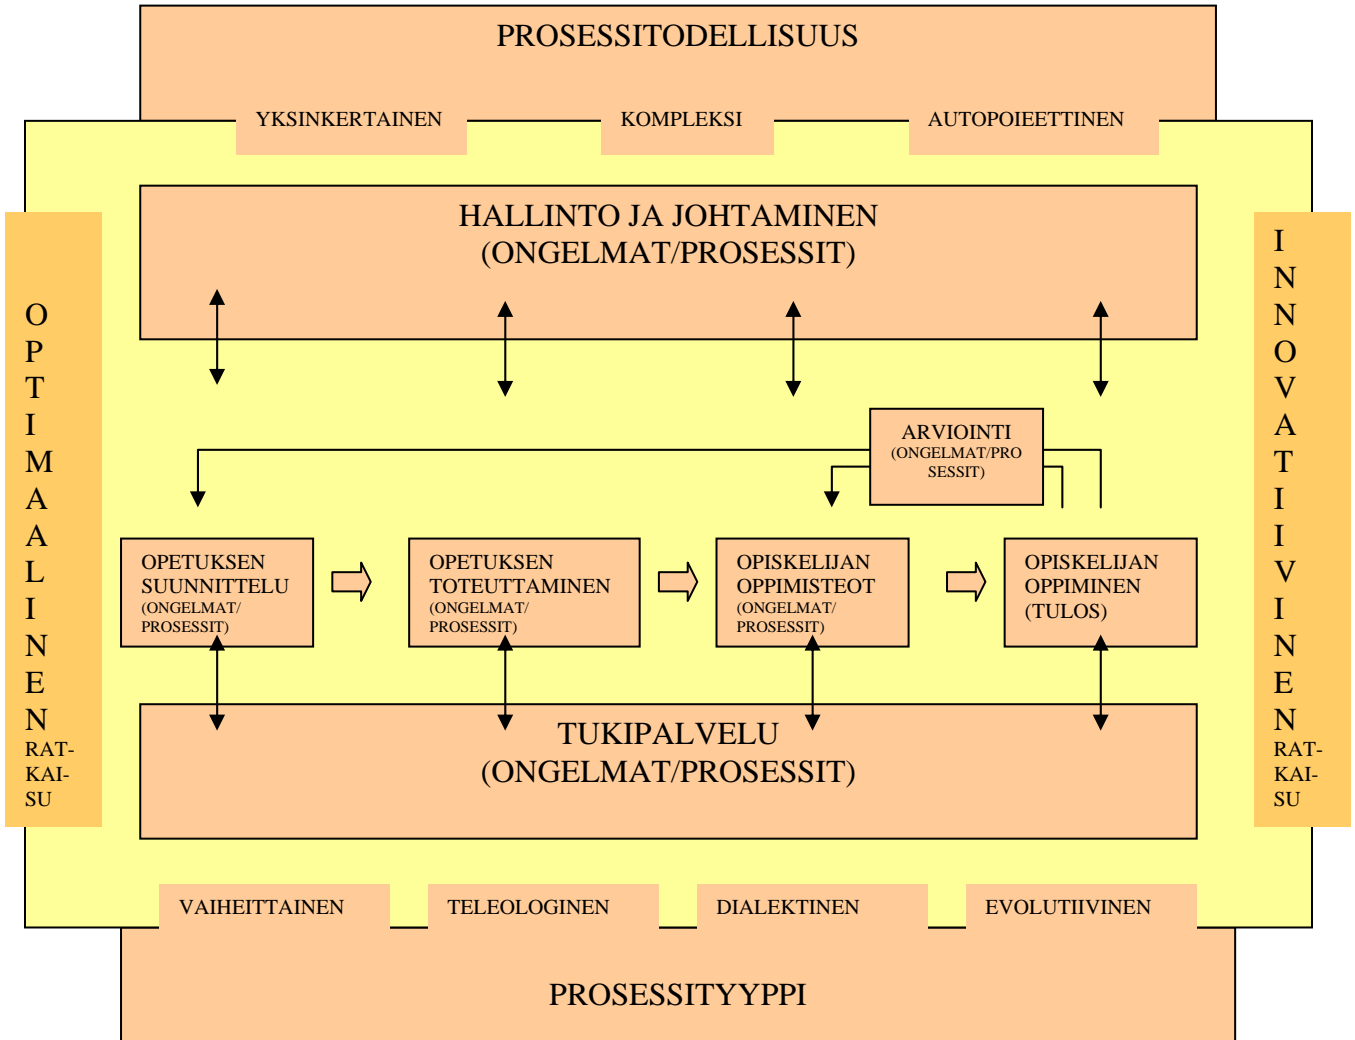 PROSESSITODELLISUUS
YKSINKERTAINEN
KOMPLEKSI
AUTOPOIEETTINEN
HALLINTO JA JOHTAMINEN
(ONGELMAT/PROSESSIT)
O
P
T
I
M
A
A
L
I
N
E
N
RAT-
KAI-
SU
I
N
N
O
V
A
T
I
I
V
I
N
E
N
RAT-
KAI-
SU
ARVIOINTI
(ONGELMAT/PRO
SESSIT)
OPETUKSEN
SUUNNITTELU
(ONGELMAT/
PROSESSIT)
OPETUKSEN
TOTEUTTAMINEN
(ONGELMAT/
PROSESSIT)
OPISKELIJAN
OPPIMISTEOT
(ONGELMAT/
PROSESSIT)
OPISKELIJAN
OPPIMINEN
(TULOS)
TUKIPALVELU
(ONGELMAT/PROSESSIT)
VAIHEITTAINEN
TELEOLOGINEN
DIALEKTINEN
EVOLUTIIVINEN
PROSESSITYYPPI